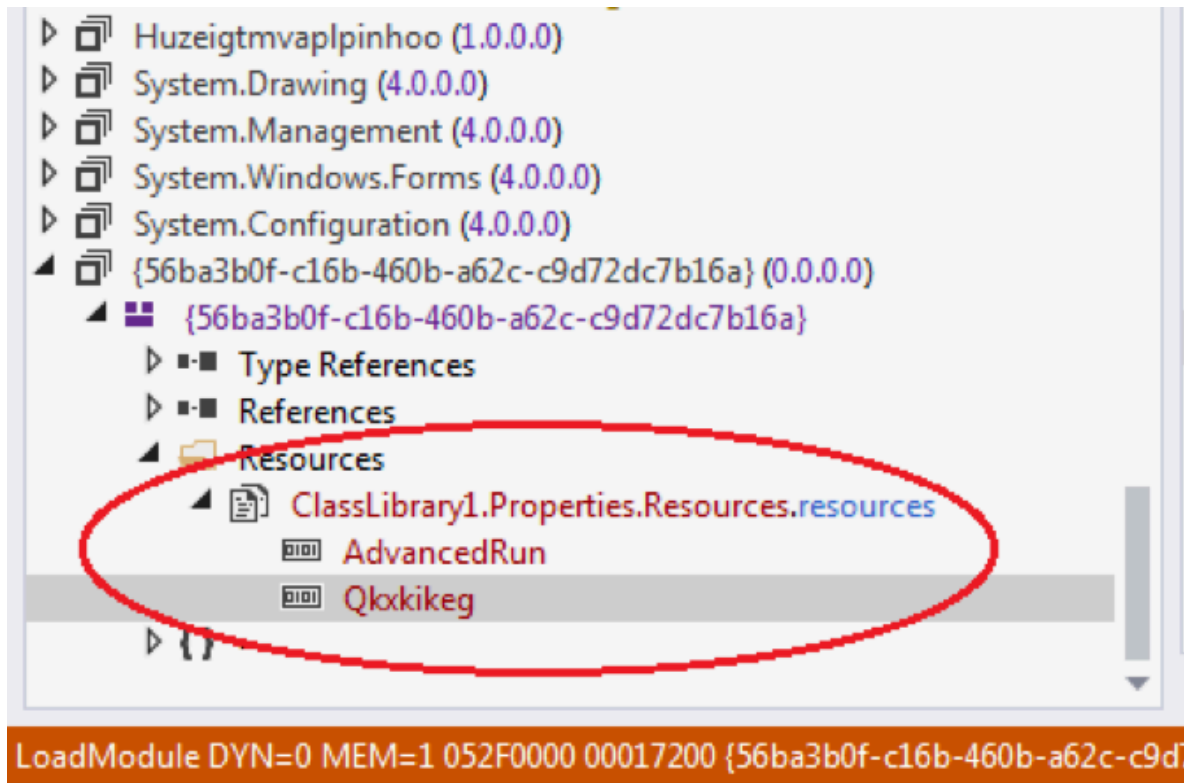 Huzeigtmvaplpinhoo (1.0.0.0)
System.Drawing (4.0.0.0)
System.Management (4.0.0.0)
System.Windows.Forms (4.0.0.0)
System.Configuration (4.0.0.0)
{56ba3b0f-c16b-460b-a62c-c9d72dc7b16a} (0.0.0.0)
{56ba3b0f-c16b-460b-a62c-c9d72dc7b16a}
Type References
References
Resources
ClassLibrary1.Properties.Resources.resources
AdvancedRun
Qkxkikeg
{ } -
LoadModule DYN=0 MEM=1 052F0000 00017200 {56ba3b0f-c16b-460b-a62c-c9d